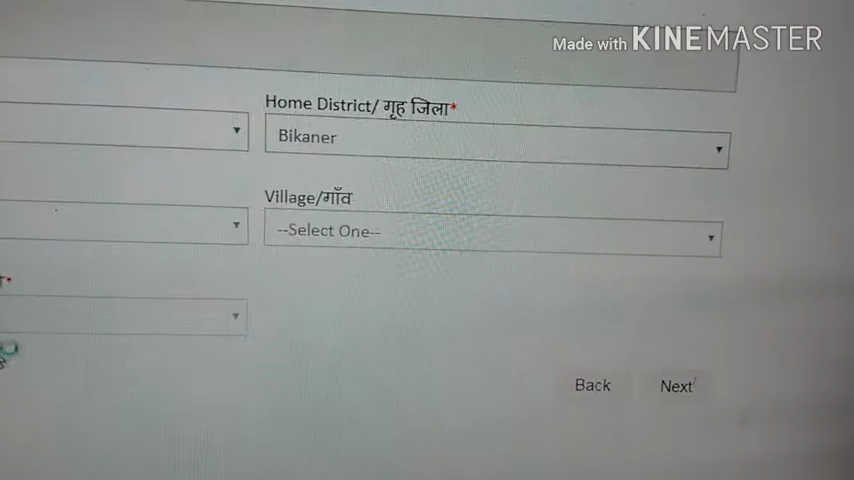 Made with KINEMASTER
Home District/ गृह जिला*
Bikaner
Village/गाँव
--Select One--
Back
Next